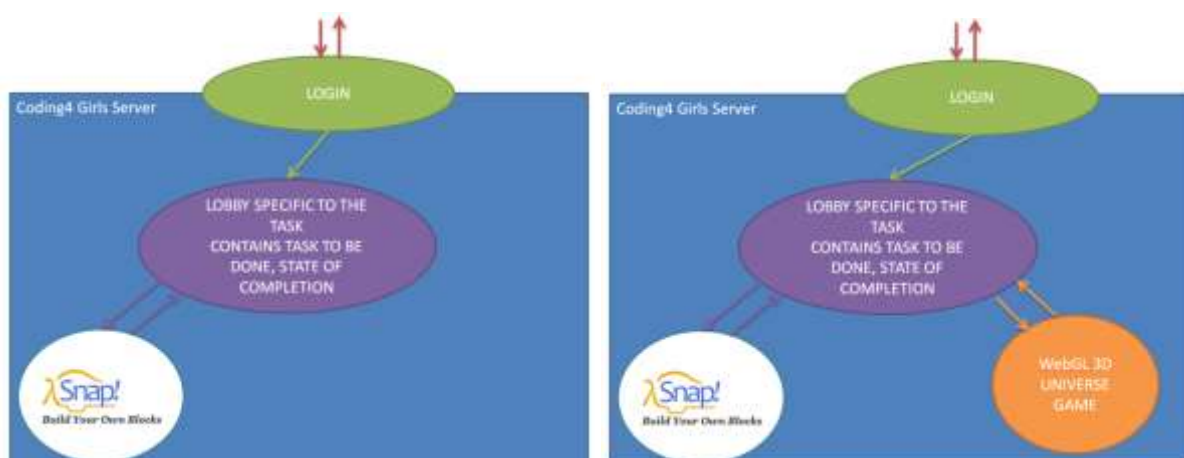 LOGIN
Coding4 Girls Server
LOBBY SPECIFIC TO THE
TASK
CONTAINS TASK TO BE
DONE, STATE OF
COMPLETION
λSnap!
Build Your Own Blocks
LOGIN
Coding4 Girls Server
LOBBY SPECIFIC TO THE
TASK
CONTAINS TASK TO BE
DONE, STATE OF
COMPLETION
λSnap!
Build Your Own Blocks
WebGL 3D
UNIVERSE
GAME